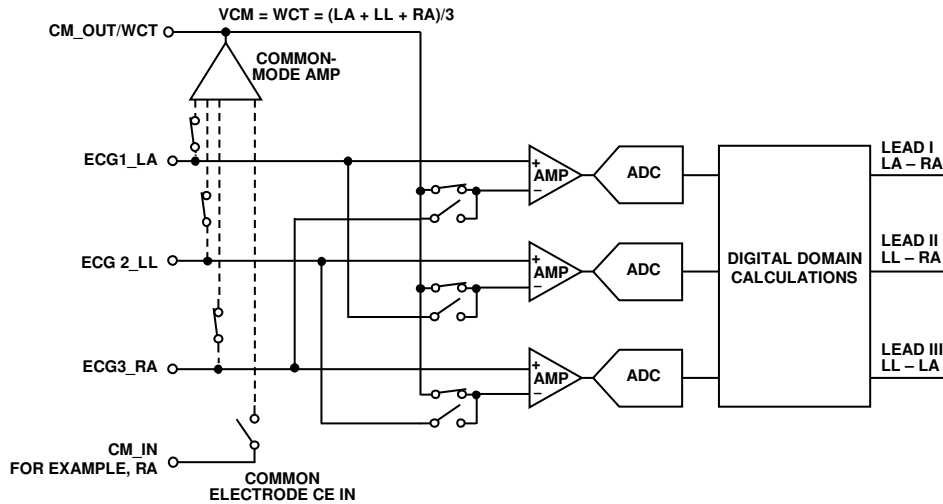 VCM = WCT = (LA + LL + RA)/3
CM_OUT/WCT
COMMON-
MODE AMP
ECG1_LA
+
AMP
–
ADC
LEAD I
LA – RA
ECG 2_LL
+
AMP
–
ADC
DIGITAL DOMAIN
CALCULATIONS
LEAD II
LL – RA
ECG3_RA
+
AMP
–
ADC
LEAD III
LL – LA
CM_IN
FOR EXAMPLE, RA
COMMON
ELECTRODE CE IN